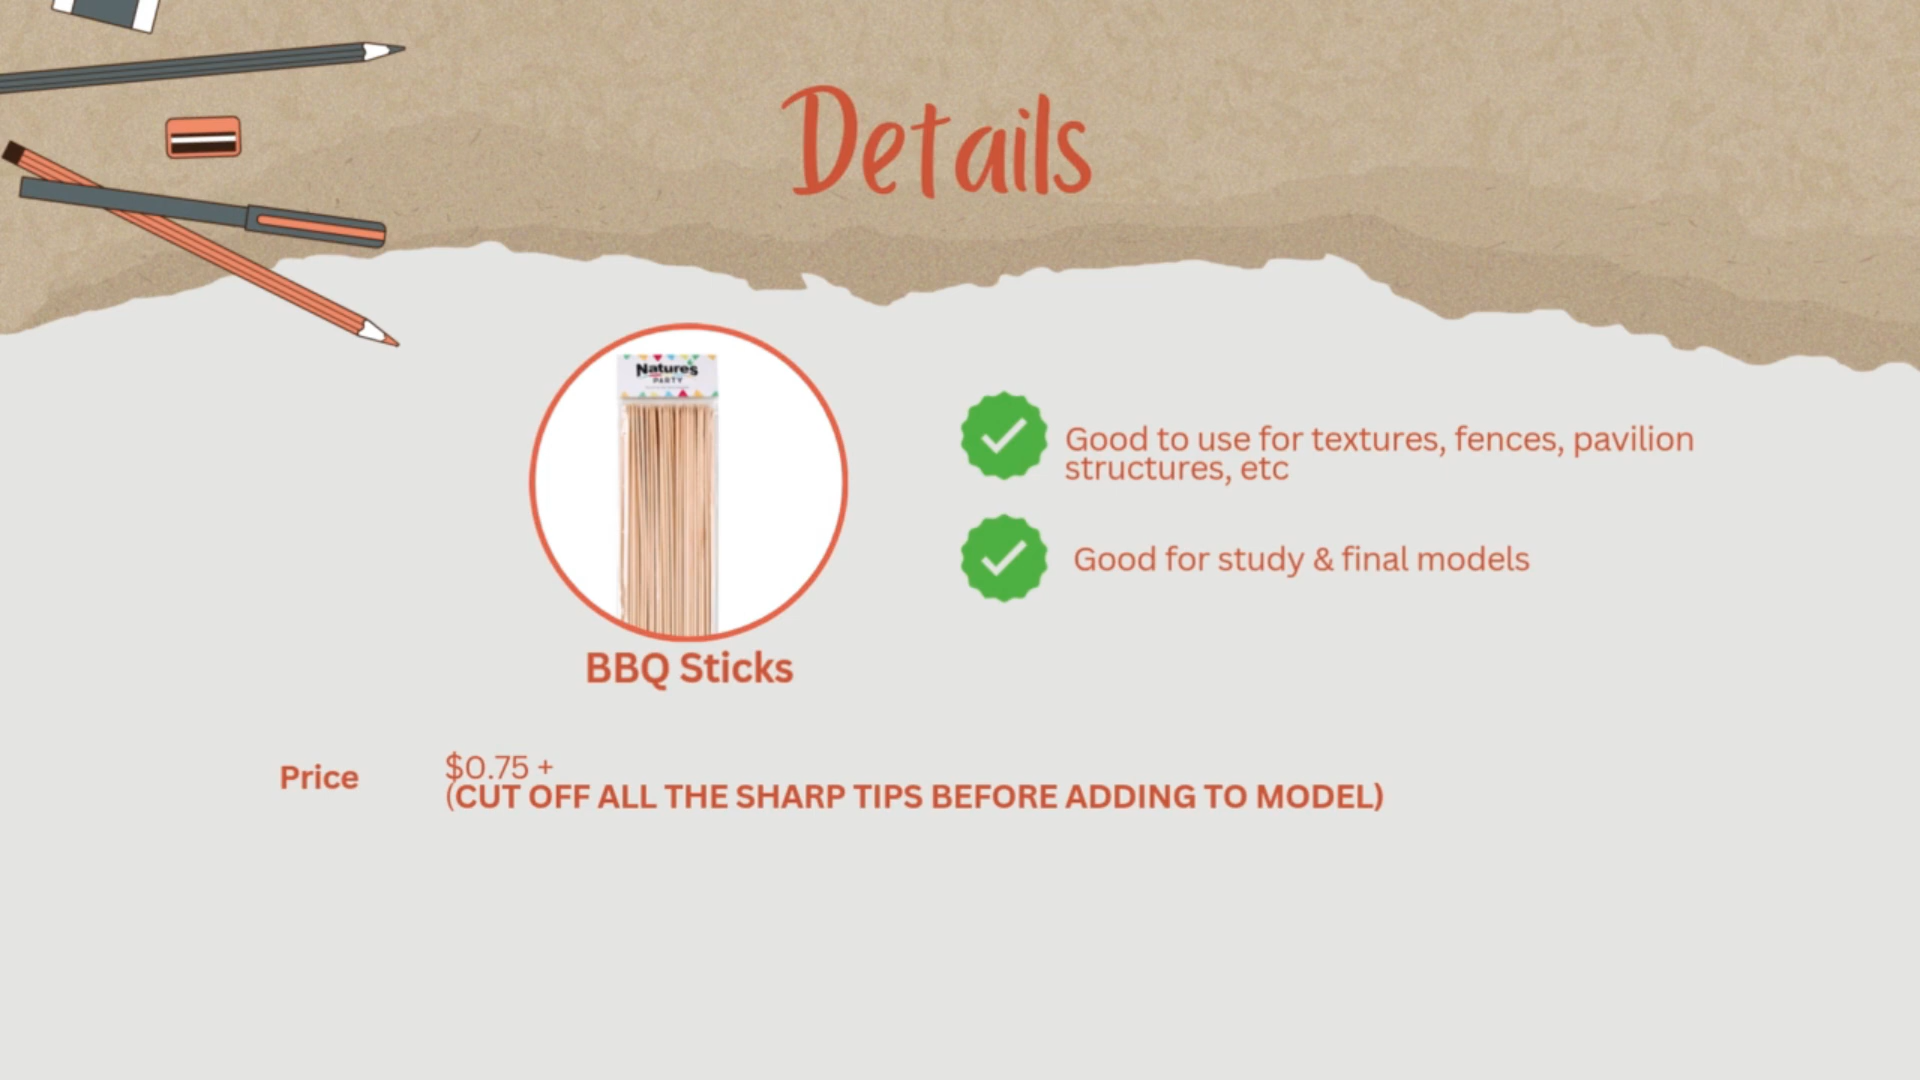 Details
Nature's
PARTY
Good to use for textures, fences, pavilion
structures, etc
Good for study & final models
BBQ Sticks
Price
$0.75 +
(CUT OFF ALL THE SHARP TIPS BEFORE ADDING TO MODEL)